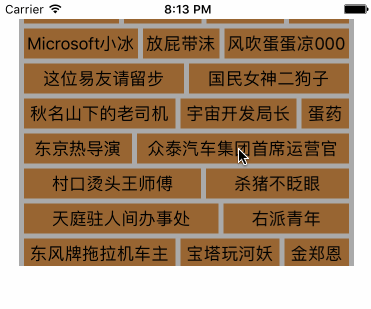 Carrier 8:13 PM
Microsoft小冰 放屁带沫 风吹蛋蛋凉000
这位易友请留步 国民女神二狗子
秋名山下的老司机 宇宙开发局长 蛋药
东京热导演 众泰汽车集团首席运营官
村口烫头王师傅 杀猪不眨眼
天庭驻人间办事处 右派青年
东风牌拖拉机车主 宝塔玩河妖 金郑恩